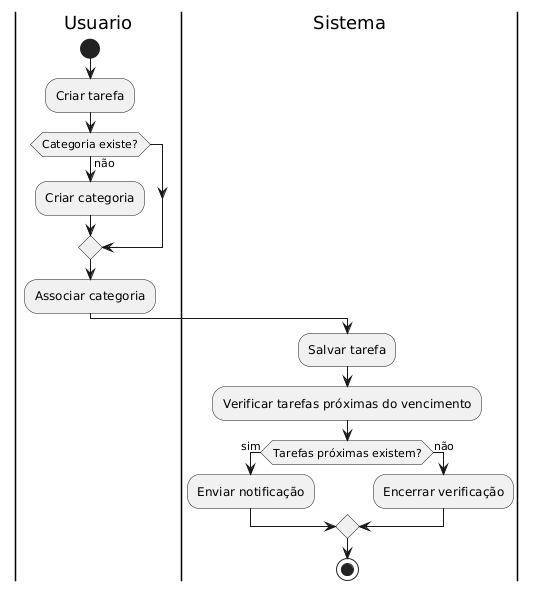 Usuario
Sistema
Criar tarefa
Categoria existe?
não
Criar categoria
Associar categoria
Salvar tarefa
Verificar tarefas próximas do vencimento
sim
Tarefas próximas existem?
não
Enviar notificação
Encerrar verificação